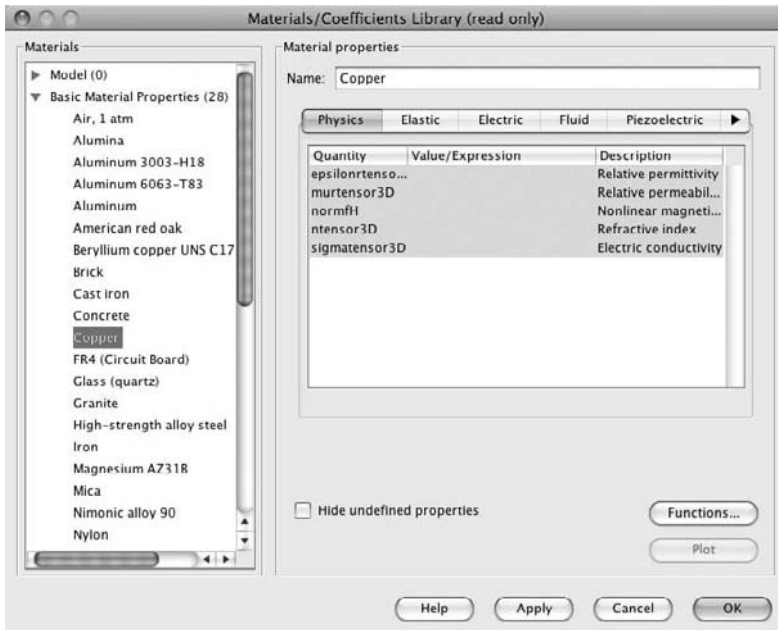 Materials/Coefficients Library (read only)
Materials
Model (0)
Basic Material Properties (28)
Air, 1 atm
Alumina
Aluminum 3003-H18
Aluminum 6063-T83
Aluminum
American red oak
Beryllium copper UNS C17
Brick
Cast iron
Concrete
Copper
FR4 (Circuit Board)
Glass (quartz)
Granite
High-strength alloy steel
Iron
Magnesium AZ31B
Mica
Nimonic alloy 90
Nylon
Material properties
Name: Copper
Physics Elastic Electric Fluid Piezoelectric
Quantity Value/Expression Description
epsilonrtenso... Relative permittivity
murtensor3D Relative permeabil...
normfH Nonlinear magneti...
ntensor3D Refractive index
sigmatensor3D Electric conductivity
Hide undefined properties
Functions...
Plot
Help Apply Cancel OK